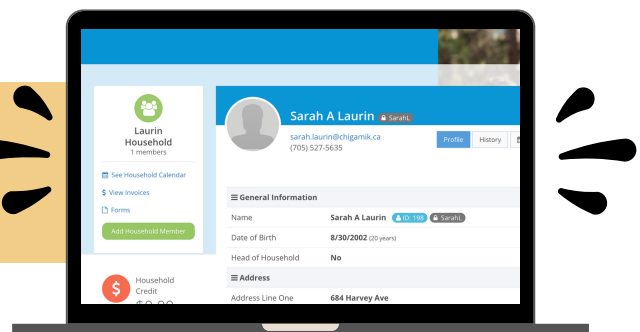 Laurin
Household
1 members
See Household Calendar
$ View Invoices
Forms
Add Household Member
$
Household
Credit
$0.00
Sarah A Laurin SarahL
sarah.laurin@chigamik.ca
(705) 527-5635
Profile History
General Information
Name Sarah A Laurin ID: 198 SarahL
Date of Birth 8/30/2002 (20 years)
Head of Household No
Address
Address Line One 684 Harvey Ave